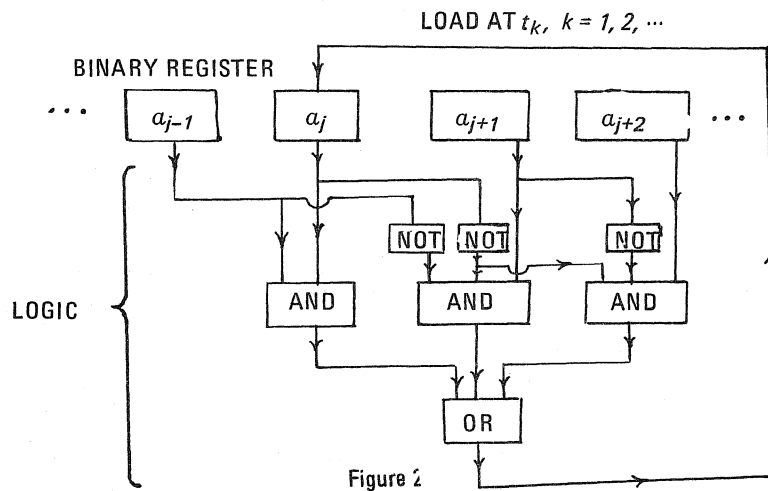 LOAD AT t_k, k = 1, 2, ...
BINARY REGISTER
... a_{j-1} a_j a_{j+1} a_{j+2} ...
NOT NOT NOT
AND AND AND
LOGIC
OR
Figure 2